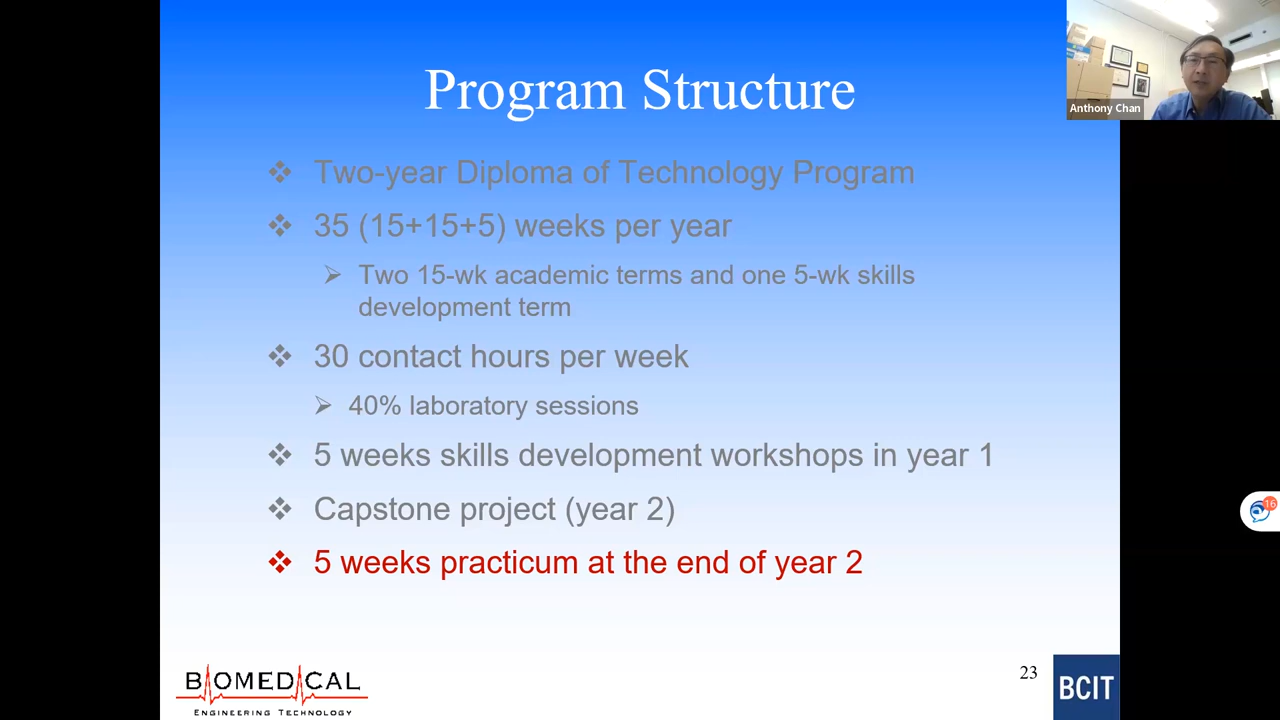 Program Structure
Anthony Chan
❖ Two-year Diploma of Technology Program
❖ 35 (15+15+5) weeks per year
➢ Two 15-wk academic terms and one 5-wk skills
development term
❖ 30 contact hours per week
➢ 40% laboratory sessions
❖ 5 weeks skills development workshops in year 1
❖ Capstone project (year 2)
❖ 5 weeks practicum at the end of year 2
16
BIOMEDICAL
ENGINEERING TECHNOLOGY
23
BCIT